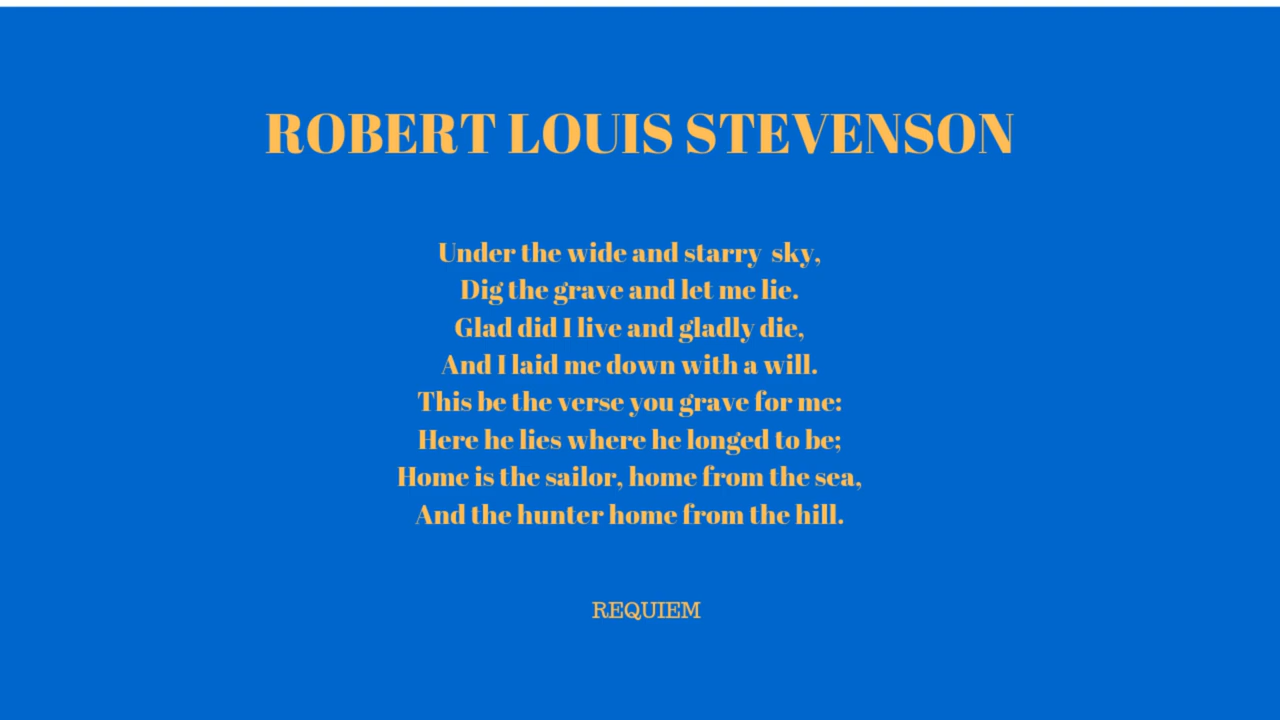 ROBERT LOUIS STEVENSON
Under the wide and starry sky,
Dig the grave and let me lie.
Glad did I live and gladly die,
And I laid me down with a will.
This be the verse you grave for me:
Here he lies where he longed to be;
Home is the sailor, home from the sea,
And the hunter home from the hill.
REQUIEM